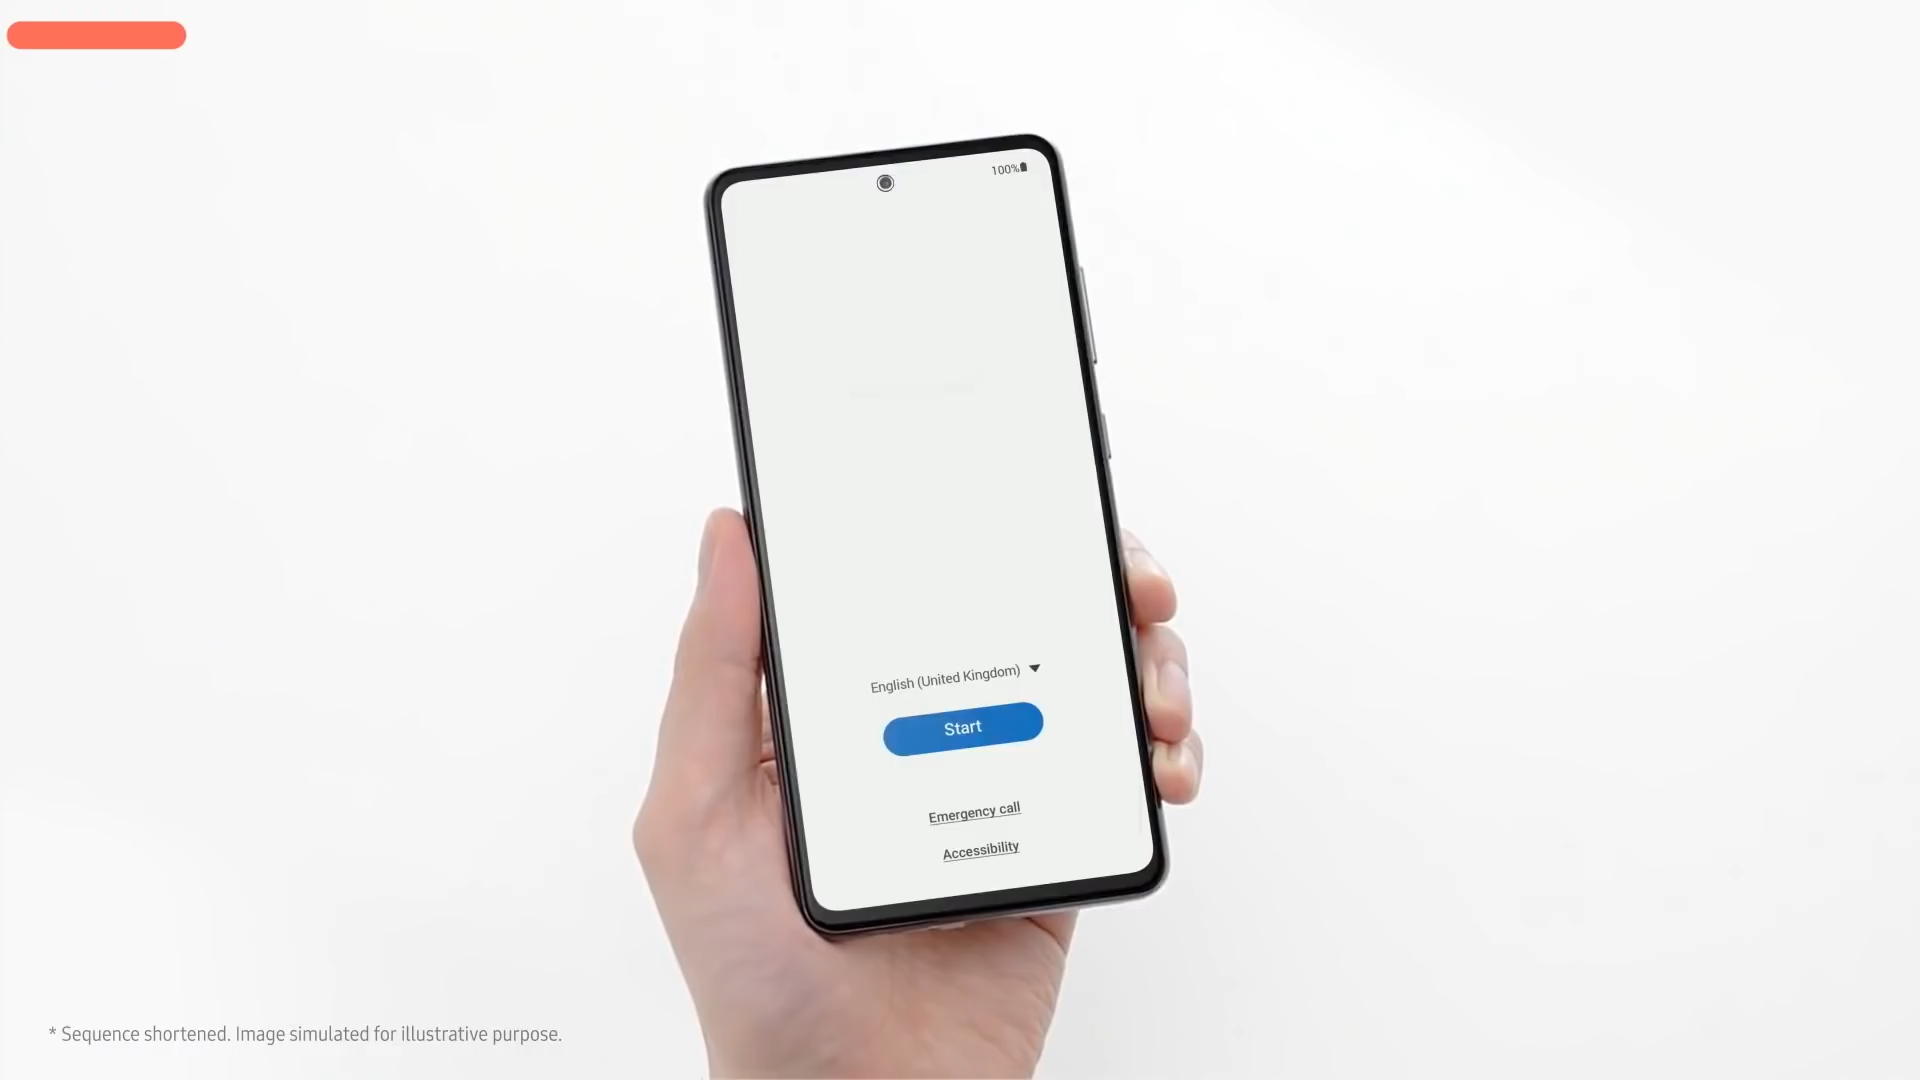 100%
English (United Kingdom)
Start
Emergency call
Accessibility
* Sequence shortened. Image simulated for illustrative purpose.